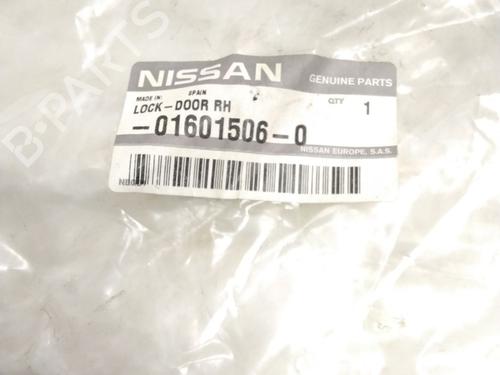 NISSAN
GENUINE PARTS
MADE IN: SPAIN
LOCK-DOOR RH
QTY 1
-01601506-0
NISSAN EUROPE, S.A.S.
B-PARTS